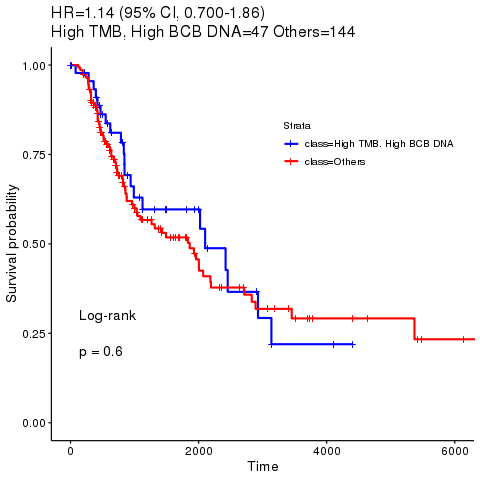 HR=1.14 (95% CI, 0.700-1.86)
High TMB, High BCB DNA=47 Others=144
1.00
0.75
0.50
0.25
0.00
Survival probability
Strata
class=High TMB. High BCB DNA
class=Others
Log-rank
p = 0.6
0
2000
4000
6000
Time